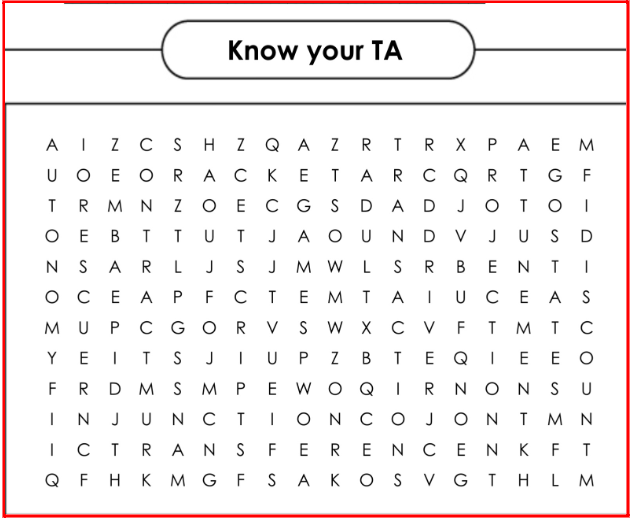 Know your TA
A I Z C S H Z Q A Z R T R X P A E M
U O E O R A C K E T A R C Q R T G F
T R M N Z O E C G S D A D J O T O I
O E B T T U T J A O U N D V J U S D
N S A R L J S J M W L S R B E N T I
O C E A P F C T E M T A I U C E A S
M U P C G O R V S W X C V F T M T C
Y E I T S J I U P Z B T E Q I E E O
F R D M S M P E W O Q I R N O N S U
I N J U N C T I O N C O J O N T M N
I C T R A N S F E R E N C E N K F T
Q F H K M G F S A K O S V G T H L M